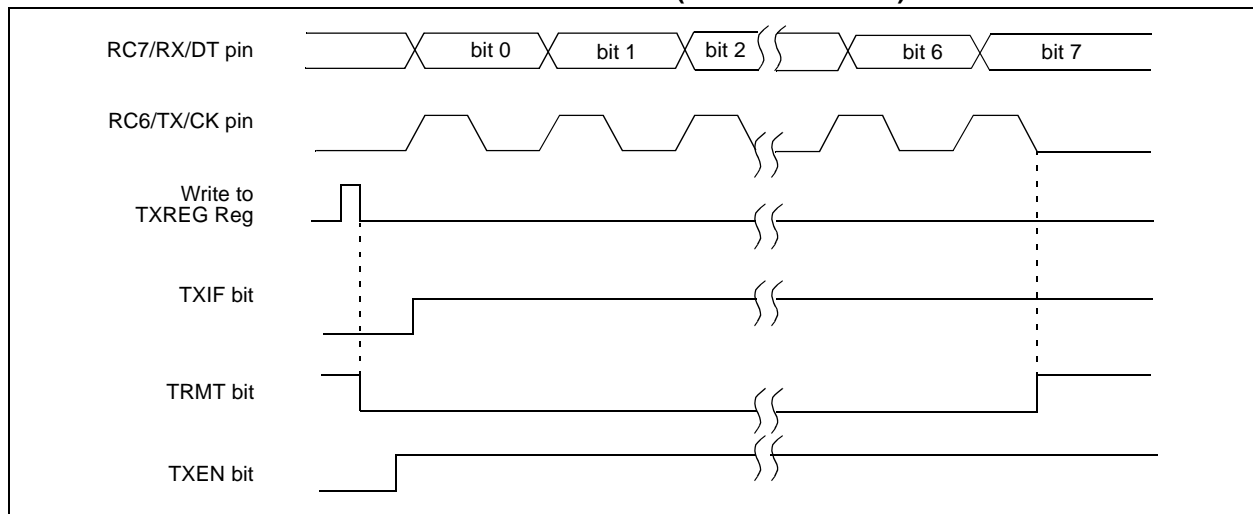 RC7/RX/DT pin
bit 0
bit 1
bit 2
bit 6
bit 7
RC6/TX/CK pin
Write to
TXREG Reg
TXIF bit
TRMT bit
TXEN bit